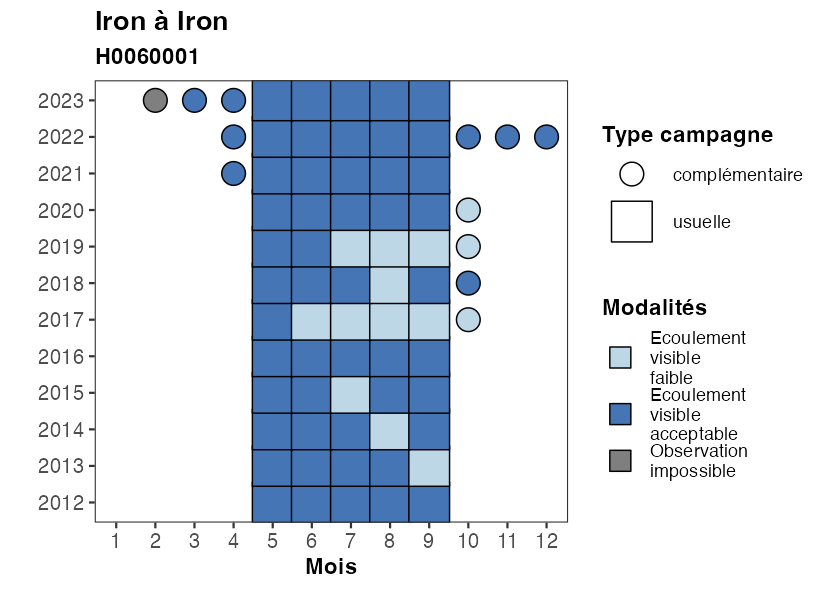 Iron à Iron
H0060001
2023
2022
2021
2020
2019
2018
2017
2016
2015
2014
2013
2012
1 2 3 4 5 6 7 8 9 10 11 12
Mois
Type campagne
complémentaire
usuelle
Modalités
Ecoulement
visible
faible
Ecoulement
visible
acceptable
Observation
impossible